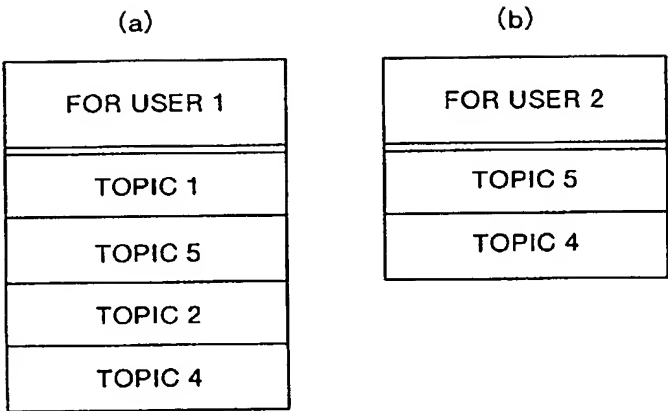 (a)
FOR USER 1
TOPIC 1
TOPIC 5
TOPIC 2
TOPIC 4
(b)
FOR USER 2
TOPIC 5
TOPIC 4